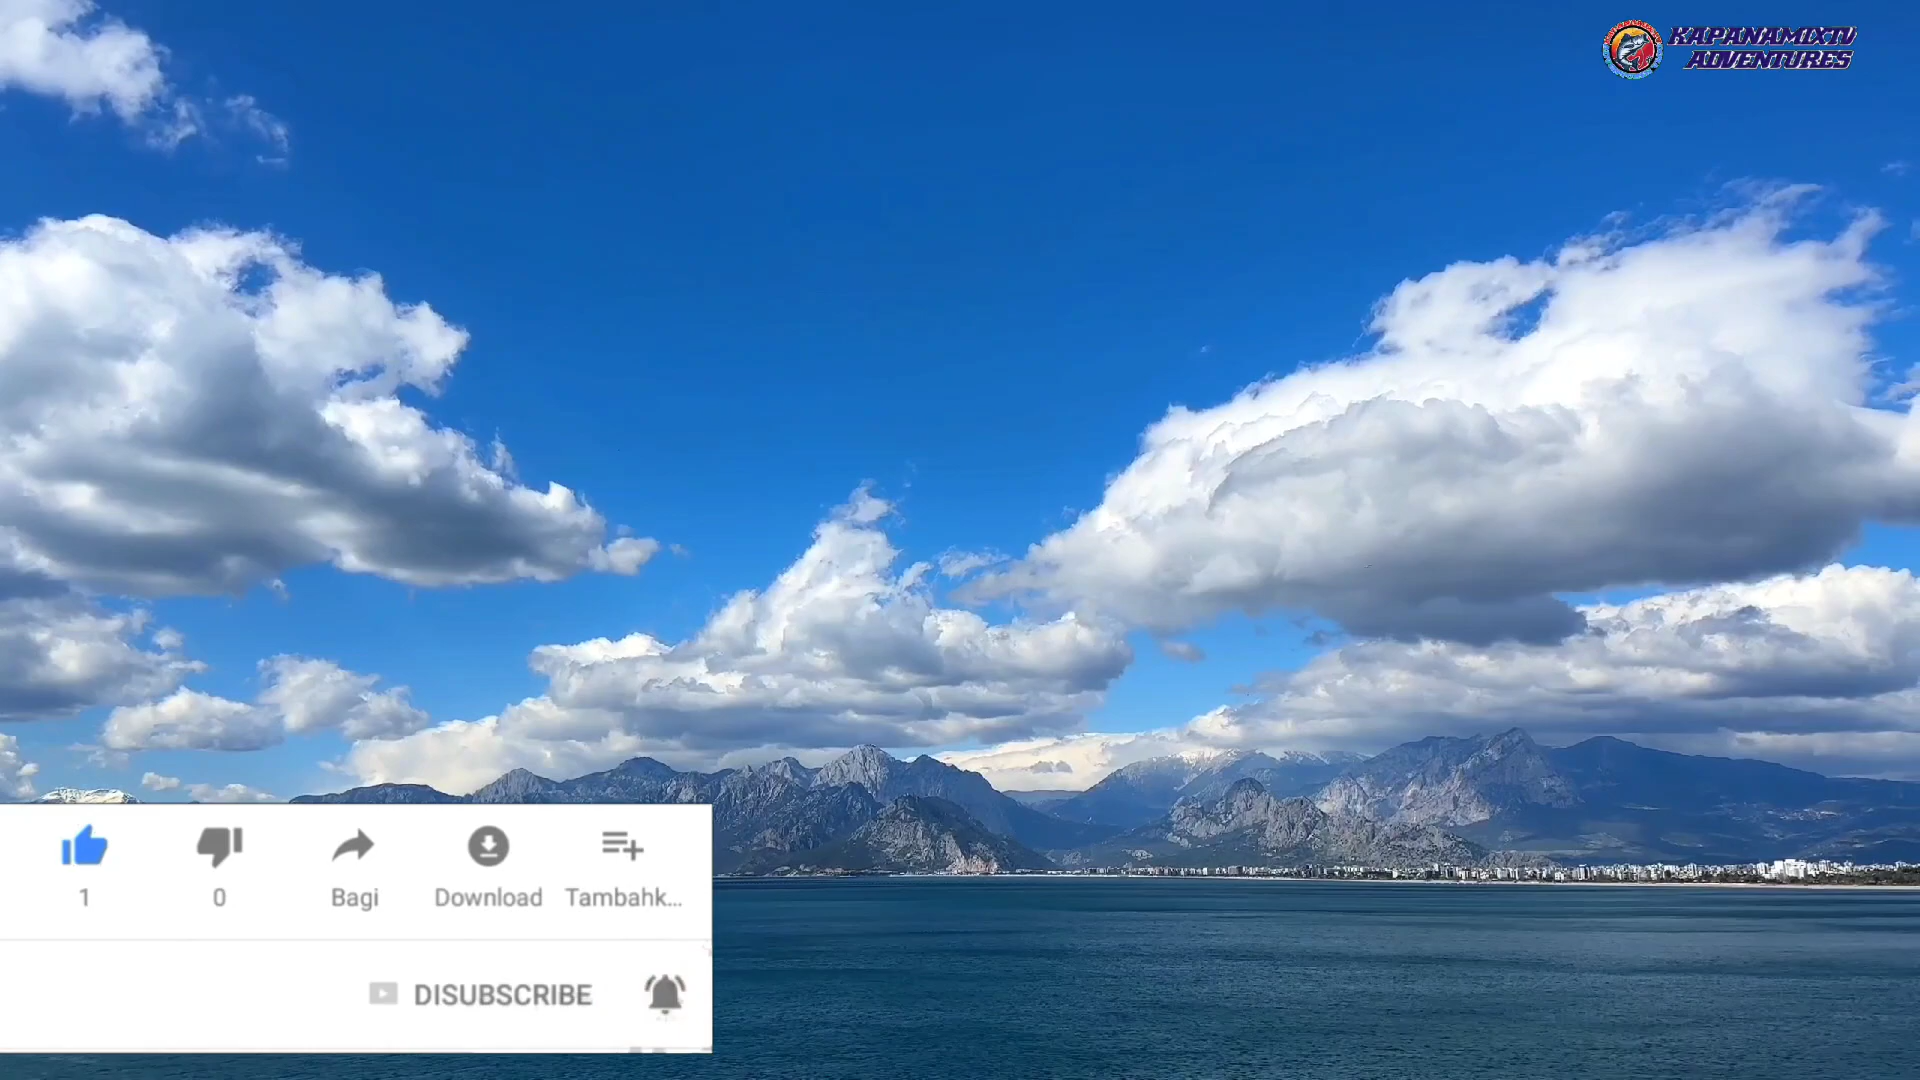 KAPANAMIXTV
ADVENTURES
1
0
Bagi
Download
Tambahk...
DISUBSCRIBE